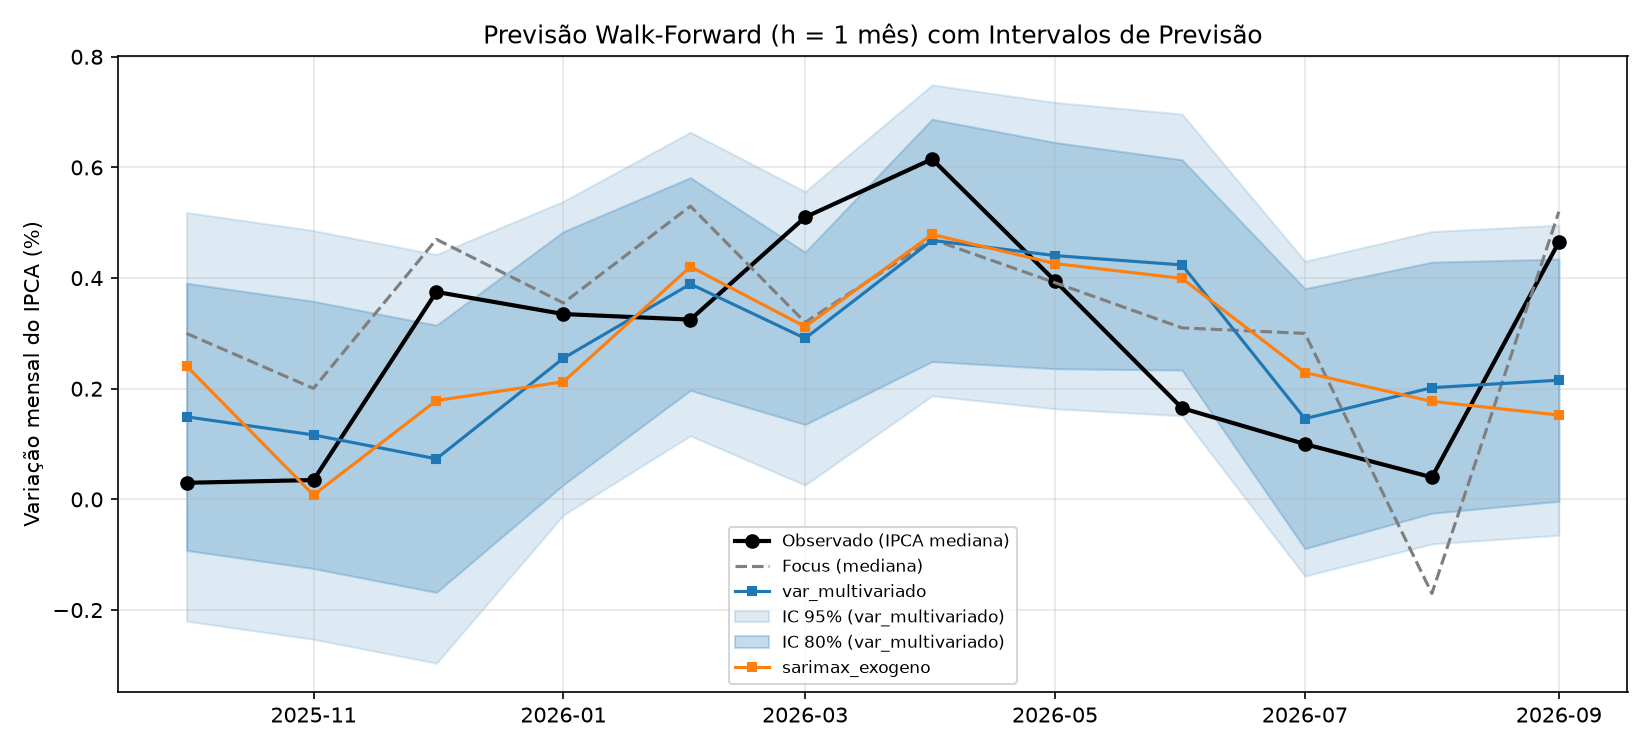 Previsão Walk-Forward (h = 1 mês) com Intervalos de Previsão
Variação mensal do IPCA (%)
0.8
0.6
0.4
0.2
0.0
−0.2
Observado (IPCA mediana)
Focus (mediana)
var_multivariado
IC 95% (var_multivariado)
IC 80% (var_multivariado)
sarimax_exogeno
2025-11
2026-01
2026-03
2026-05
2026-07
2026-09